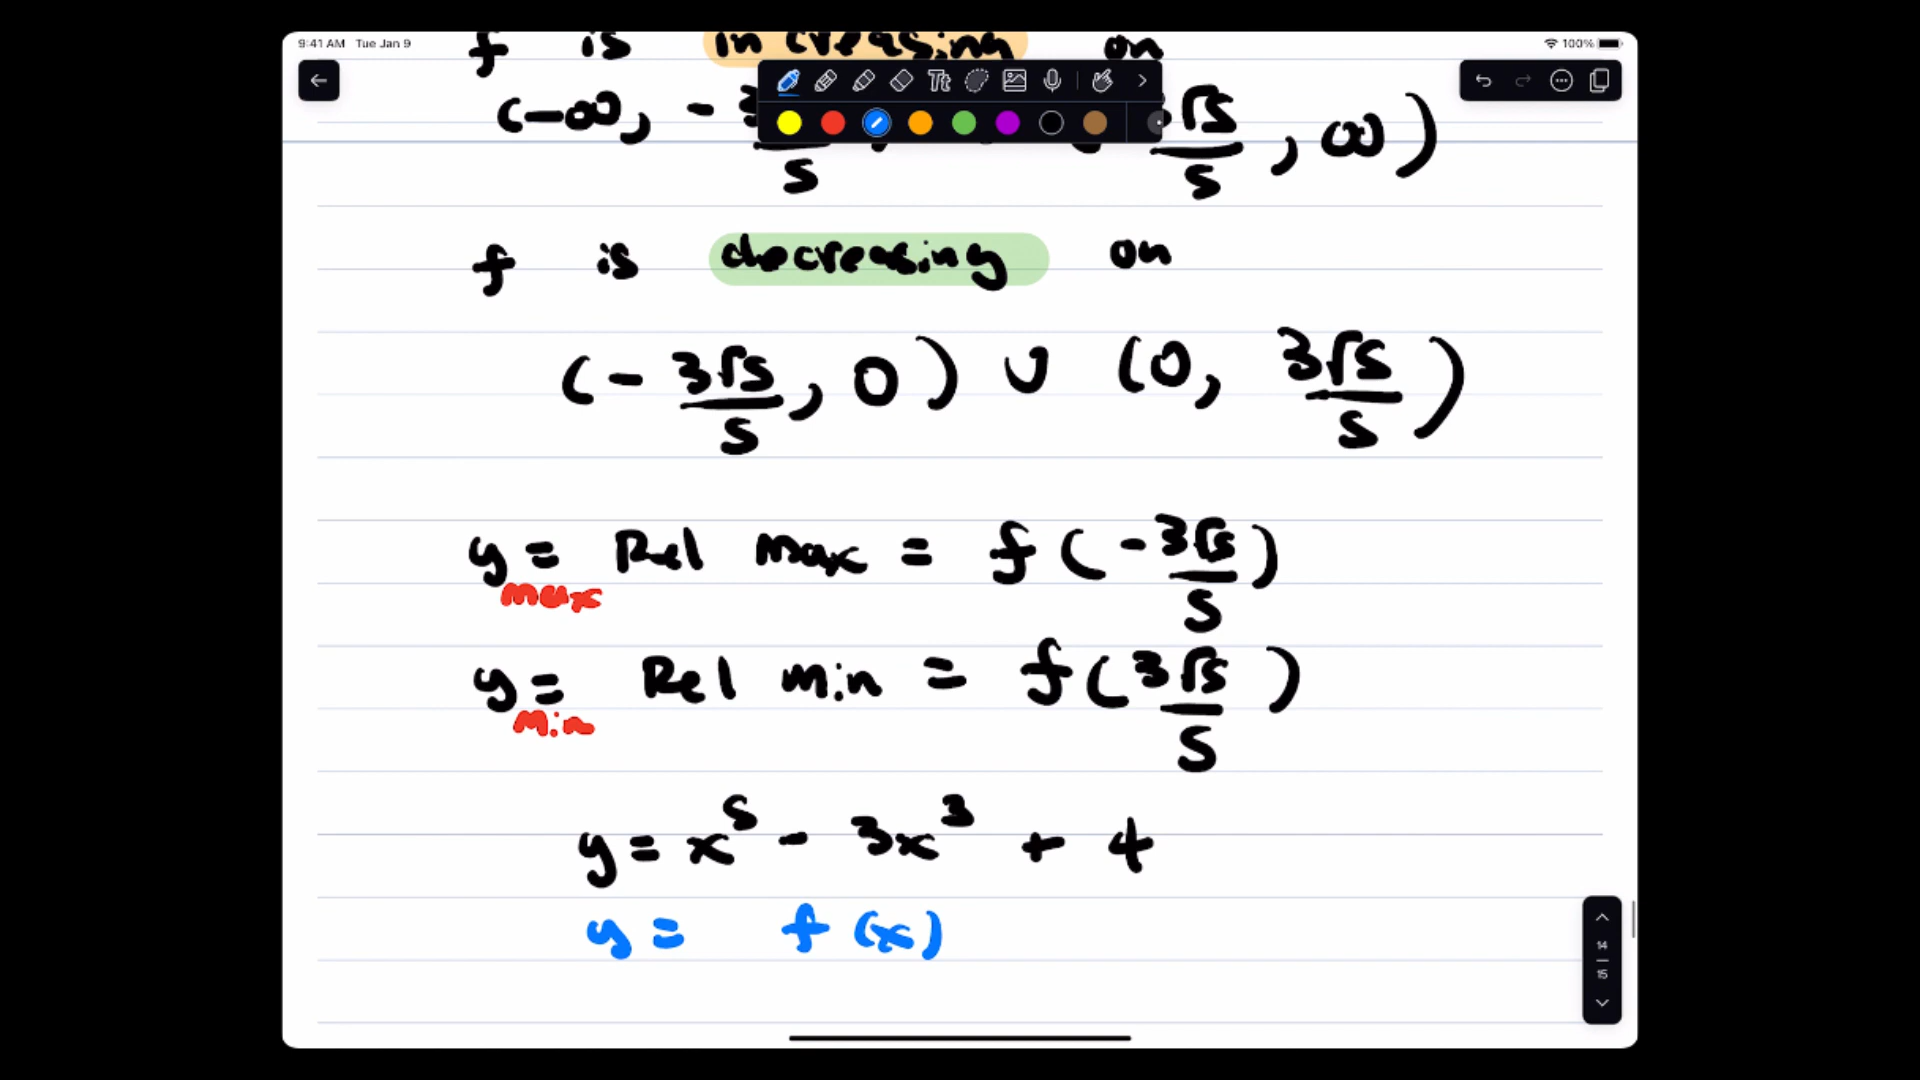 9:41 AM Tue Jan 9
100%
f is increasing on
Tt
(-∞, - 3
5
√5/5, ∞)
f is decreasing on
(-3√5/5, 0) ∪ (0, 3√5/5)
y = Rel max = f(-3√5/5)
max
y = Rel min = f(3√5/5)
min
y = x⁵ - 3x³ + 4
y = f(x)
14
15